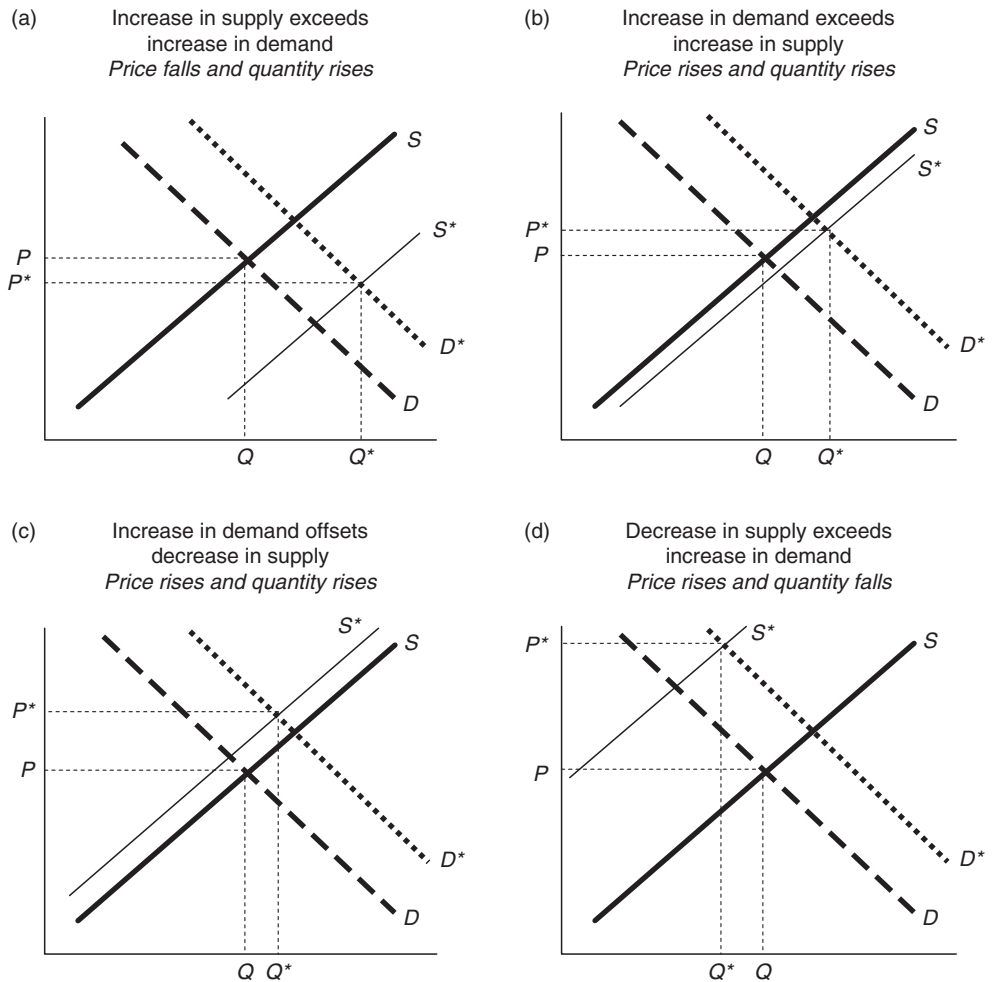 (a)
Increase in supply exceeds
increase in demand
Price falls and quantity rises
S
S*
P
P*
D*
D
Q
Q*
(b)
Increase in demand exceeds
increase in supply
Price rises and quantity rises
S
S*
P*
P
D*
D
Q
Q*
(c)
Increase in demand offsets
decrease in supply
Price rises and quantity rises
S*
S
P*
P
D*
D
Q
Q*
(d)
Decrease in supply exceeds
increase in demand
Price rises and quantity falls
S*
S
P*
P
D*
D
Q*
Q